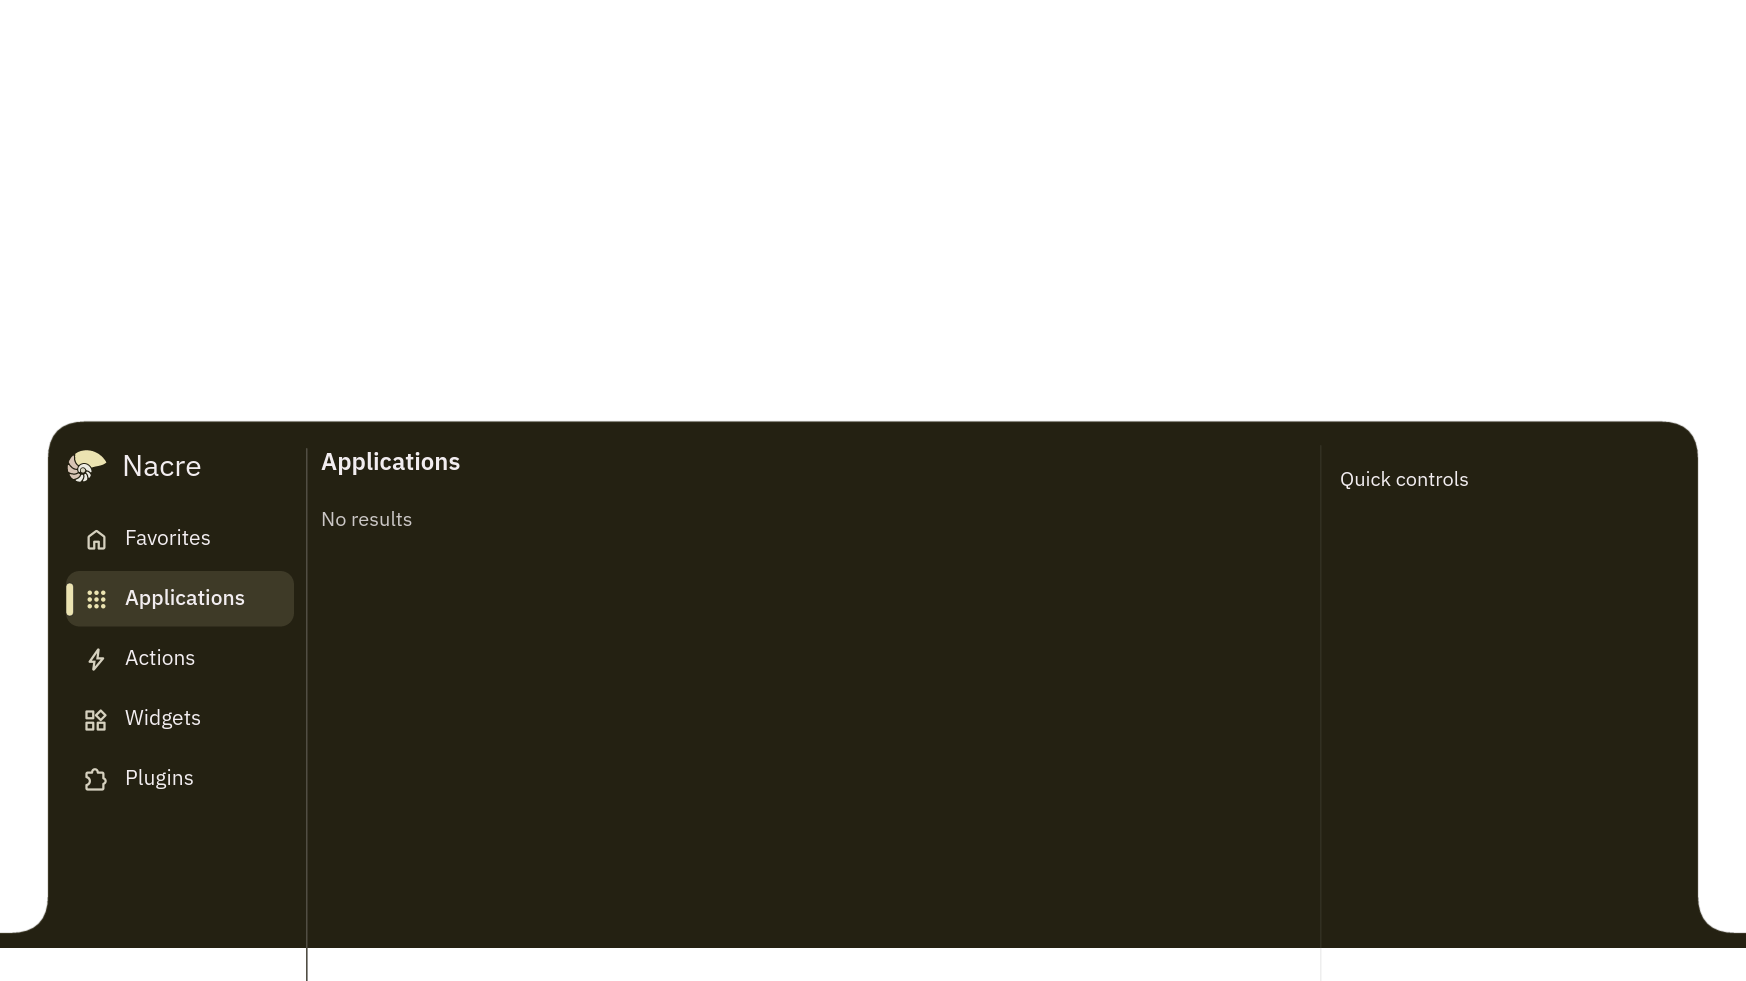 Nacre
Favorites
Applications
Actions
Widgets
Plugins
Applications
No results
Quick controls